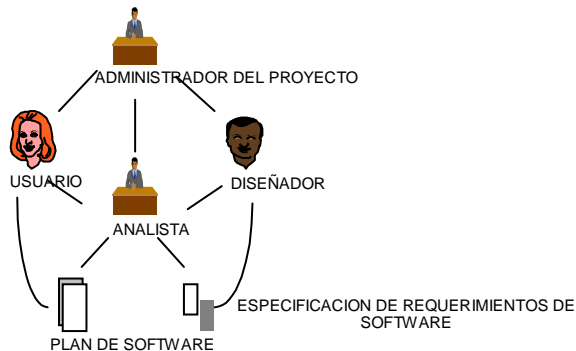 ADMINISTRADOR DEL PROYECTO
USUARIO
DISEÑADOR
ANALISTA
ESPECIFICACION DE REQUERIMIENTOS DE
SOFTWARE
PLAN DE SOFTWARE